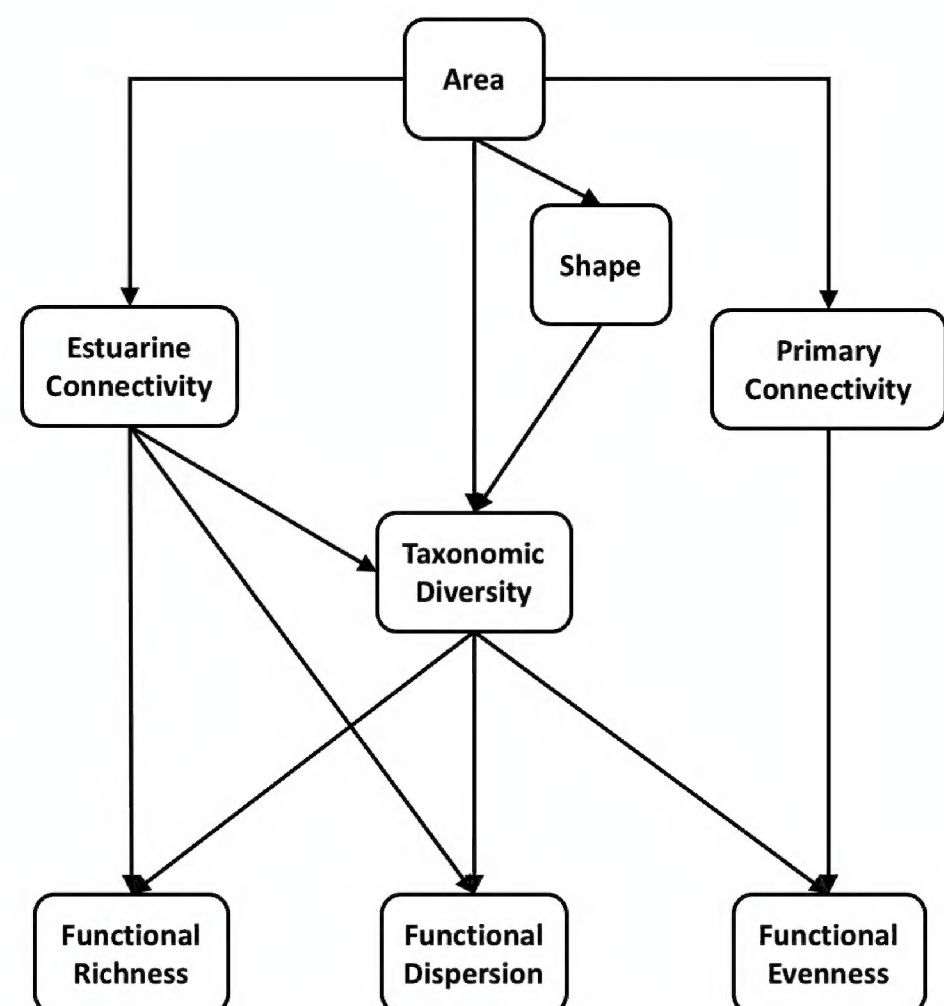 Area
Shape
Estuarine
Connectivity
Primary
Connectivity
Taxonomic
Diversity
Functional
Richness
Functional
Dispersion
Functional
Evenness